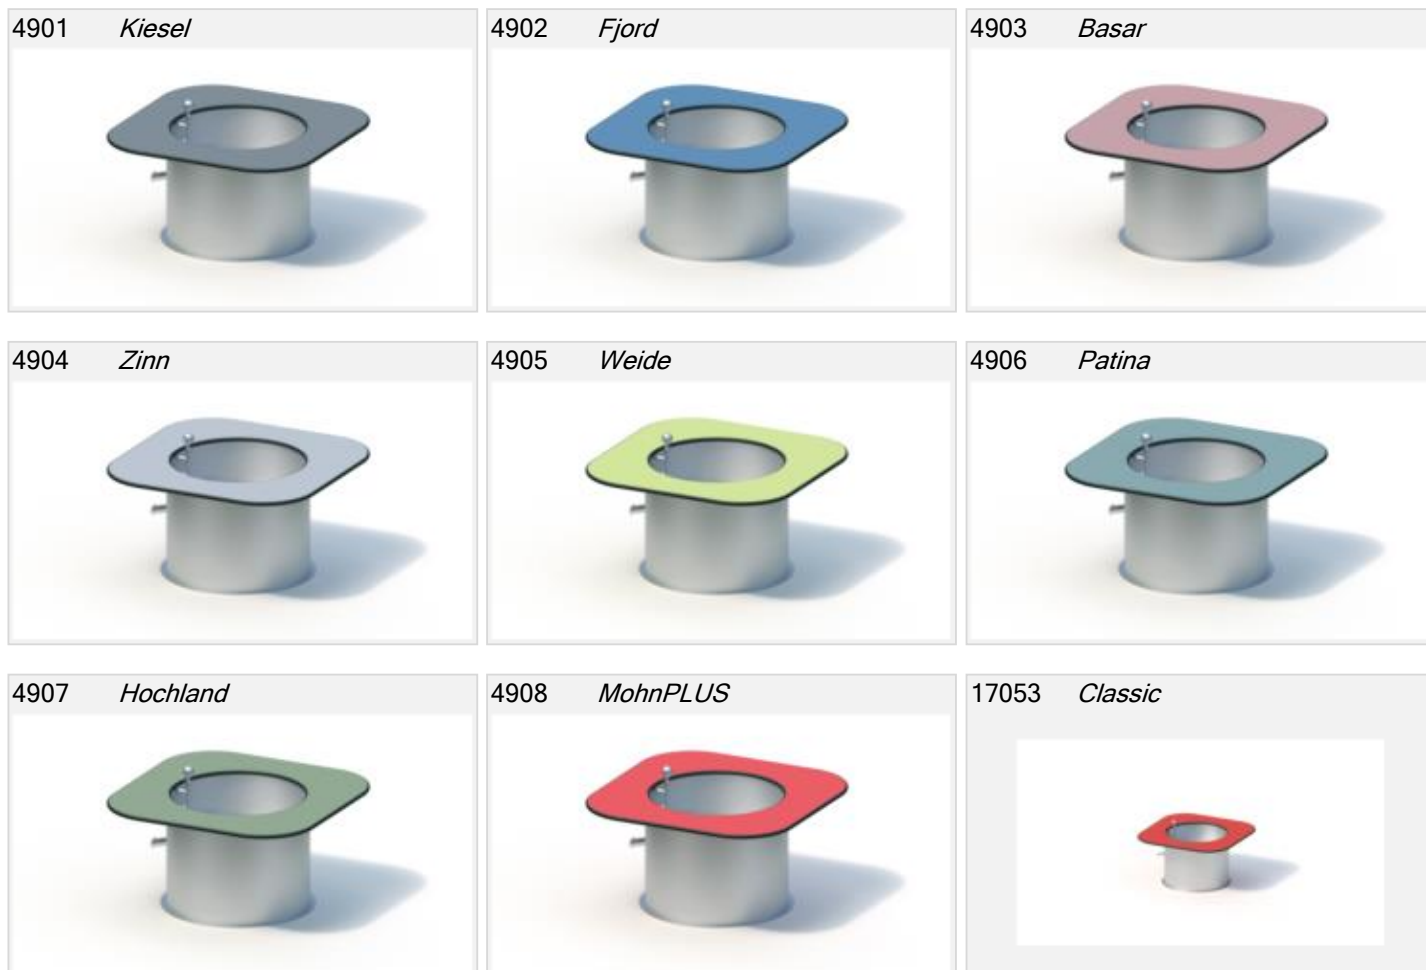 4901 Kiesel
4902 Fjord
4903 Basar
4904 Zinn
4905 Weide
4906 Patina
4907 Hochland
4908 MohnPLUS
17053 Classic